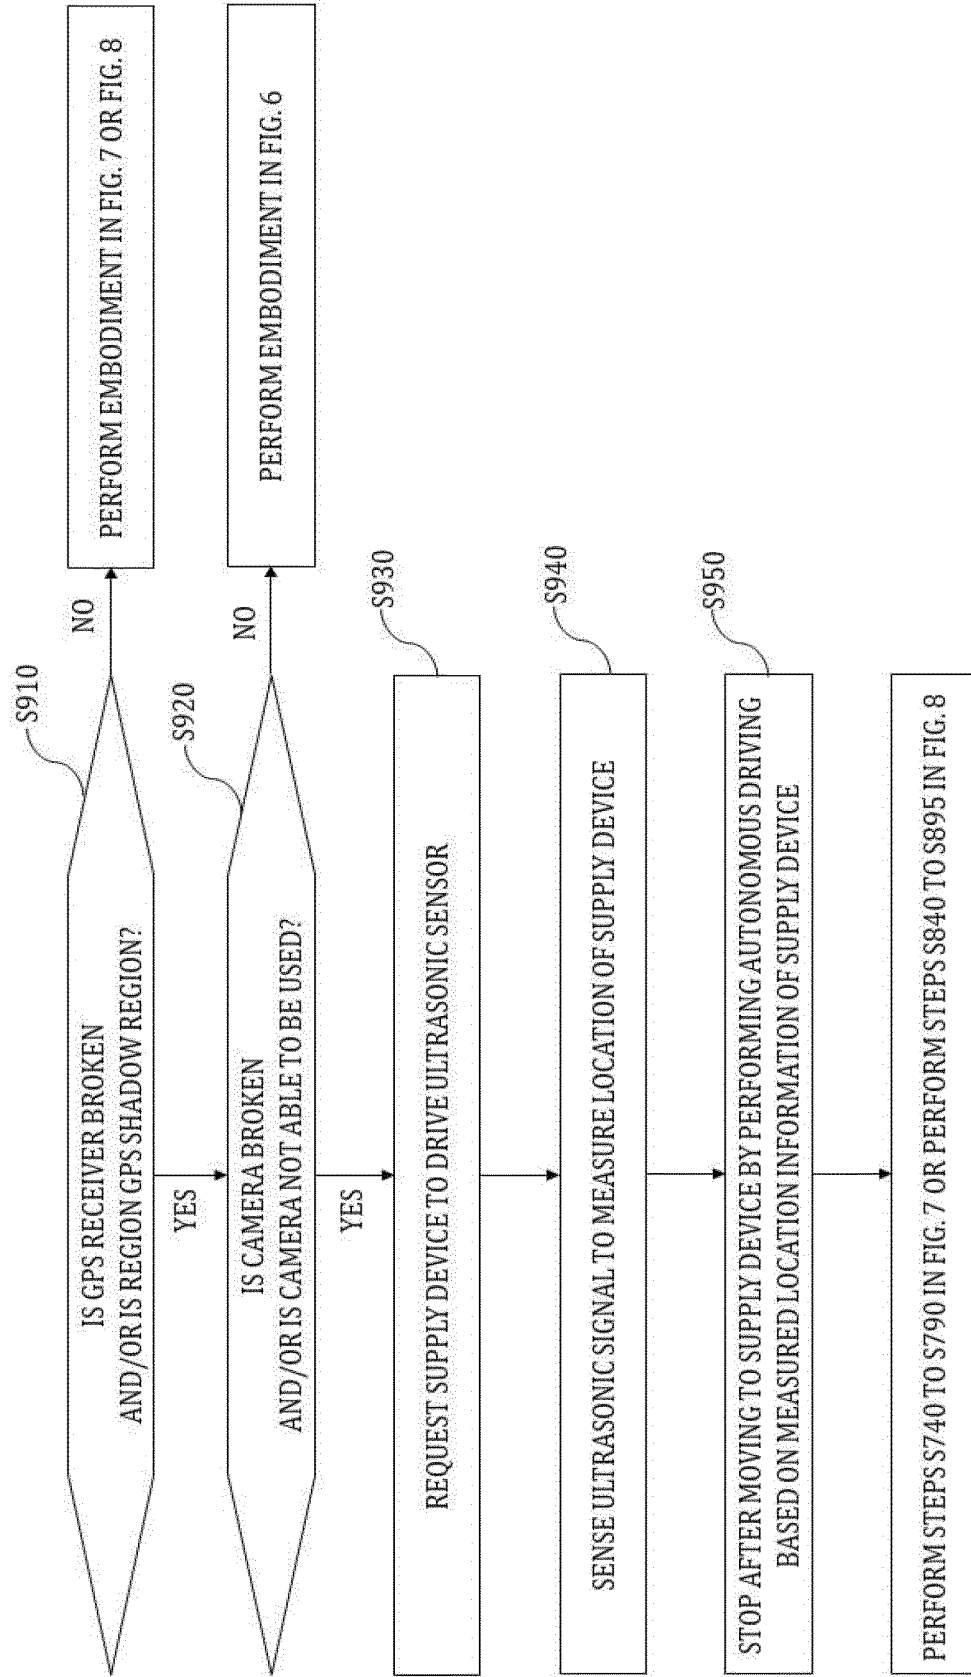 S910
IS GPS RECEIVER BROKEN
AND/OR IS REGION GPS SHADOW REGION?
NO
PERFORM EMBODIMENT IN FIG. 7 OR FIG. 8
YES
S920
IS CAMERA BROKEN
AND/OR IS CAMERA NOT ABLE TO BE USED?
NO
PERFORM EMBODIMENT IN FIG. 6
YES
S930
REQUEST SUPPLY DEVICE TO DRIVE ULTRASONIC SENSOR
S940
SENSE ULTRASONIC SIGNAL TO MEASURE LOCATION OF SUPPLY DEVICE
S950
STOP AFTER MOVING TO SUPPLY DEVICE BY PERFORMING AUTONOMOUS DRIVING
BASED ON MEASURED LOCATION INFORMATION OF SUPPLY DEVICE
PERFORM STEPS S740 TO S790 IN FIG. 7 OR PERFORM STEPS S840 TO S895 IN FIG. 8